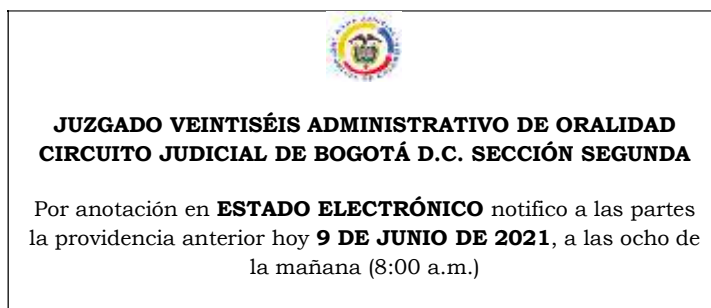 JUZGADO VEINTISÉIS ADMINISTRATIVO DE ORALIDAD
CIRCUITO JUDICIAL DE BOGOTÁ D.C. SECCIÓN SEGUNDA
Por anotación en ESTADO ELECTRÓNICO notifico a las partes
la providencia anterior hoy 9 DE JUNIO DE 2021, a las ocho de
la mañana (8:00 a.m.)